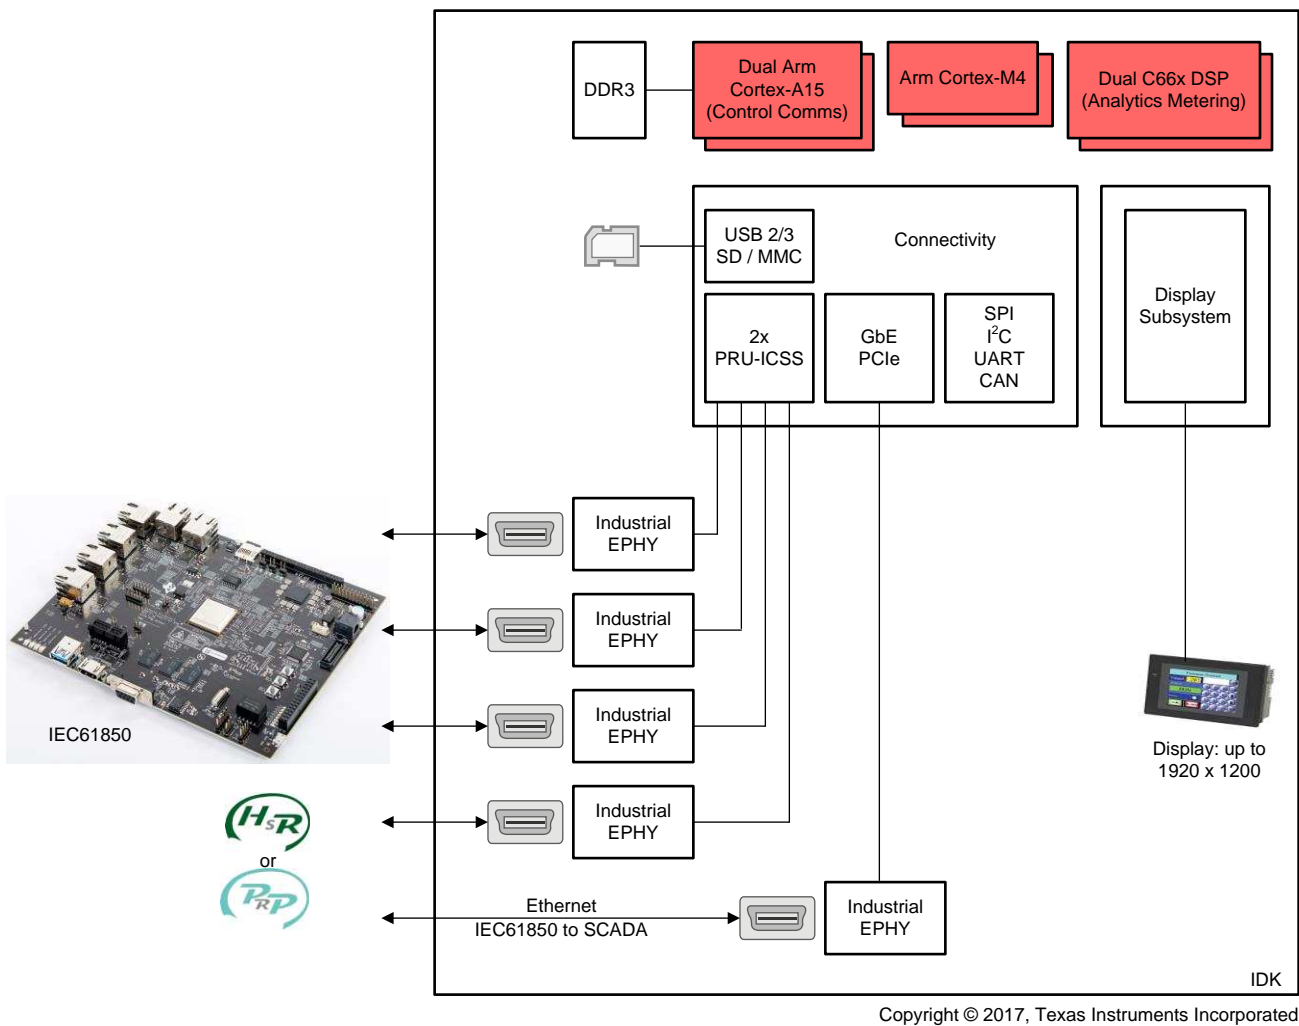 DDR3
Dual Arm
Cortex-A15
(Control Comms)
Arm Cortex-M4
Dual C66x DSP
(Analytics Metering)
USB 2/3
SD / MMC
Connectivity
2x
PRU-ICSS
GbE
PCIe
SPI
I²C
UART
CAN
Display
Subsystem
Industrial
EPHY
Industrial
EPHY
Industrial
EPHY
Industrial
EPHY
IEC61850
HSR
or
PRP
Ethernet
IEC61850 to SCADA
Industrial
EPHY
Display: up to
1920 x 1200
IDK
Copyright © 2017, Texas Instruments Incorporated